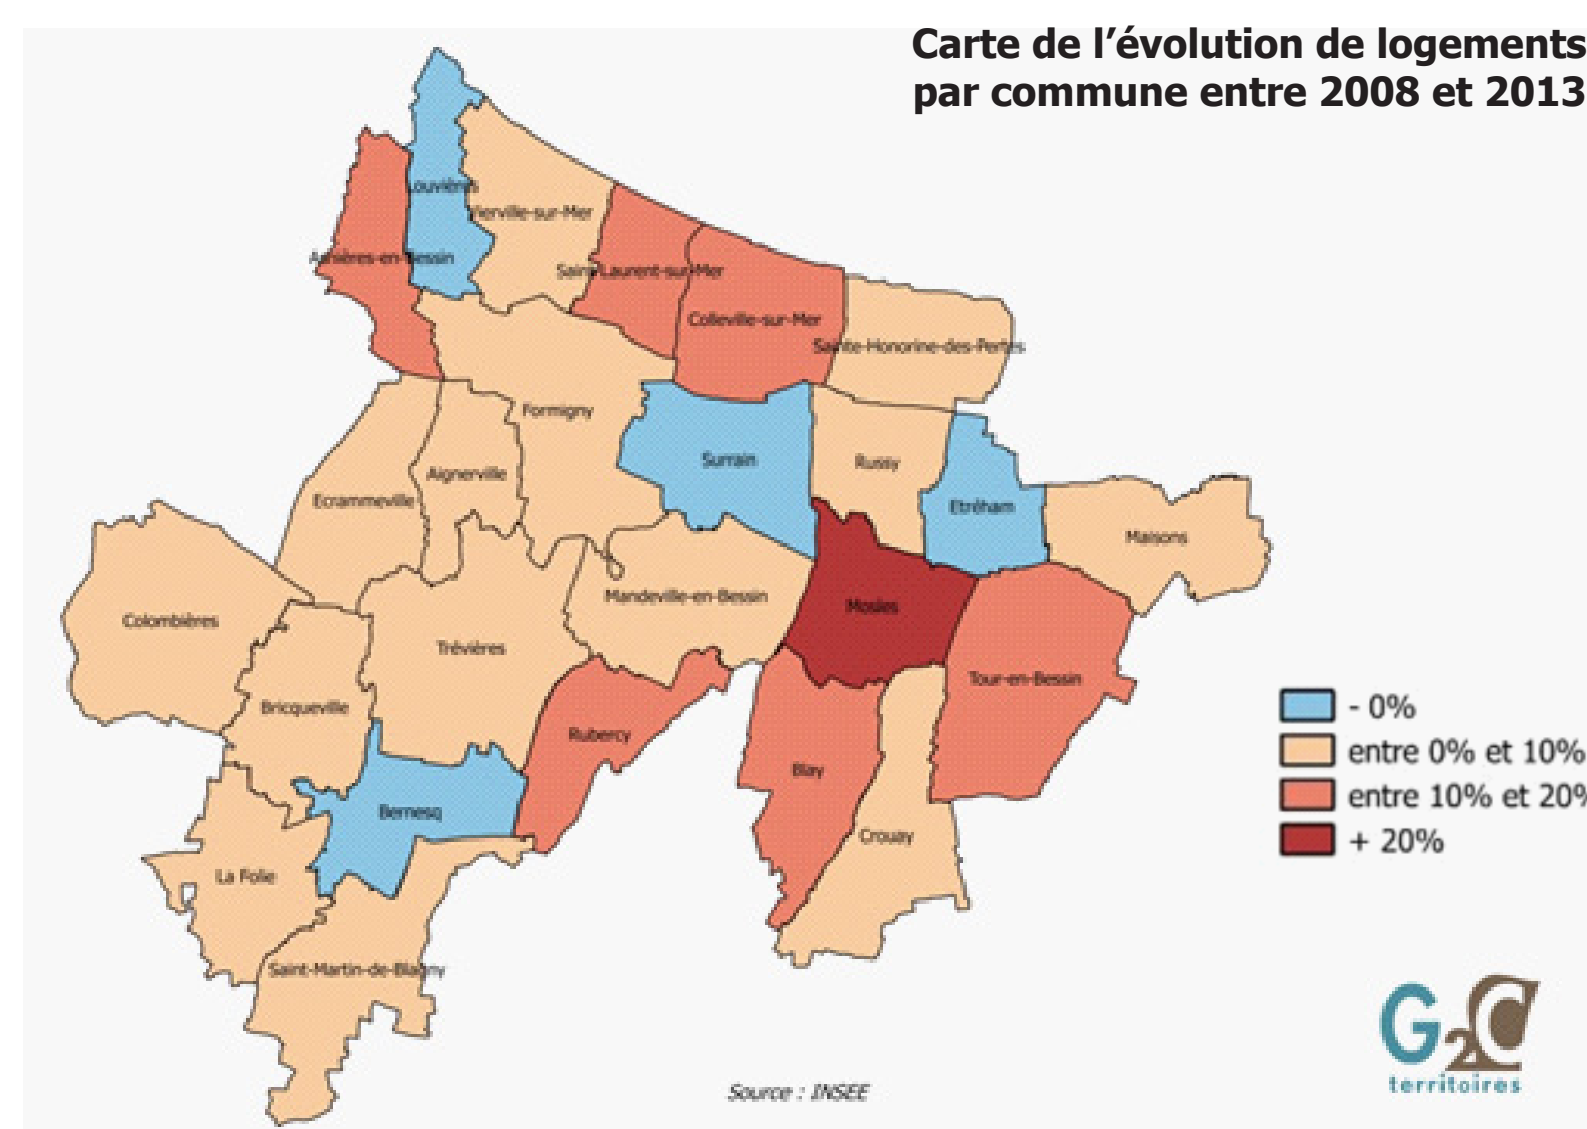 Carte de l'évolution de logements
par commune entre 2008 et 2013
Louvières
Vierville-sur-Mer
Asnières-en-Bessin
Saint-Laurent-sur-Mer
Colleville-sur-Mer
Sainte-Honorine-des-Pertes
Formigny
Surrain
Russy
Aignerville
Ecrammeville
Etréham
Maisons
Mandeville-en-Bessin
Mosles
Colombières
Trévières
Tour-en-Bessin
Bricqueville
Rubercy
Blay
Bernesq
Crouay
La Folie
Saint-Martin-de-Blagny
- 0%
entre 0% et 10%
entre 10% et 20%
+ 20%
G2C
territoires
Source : INSEE